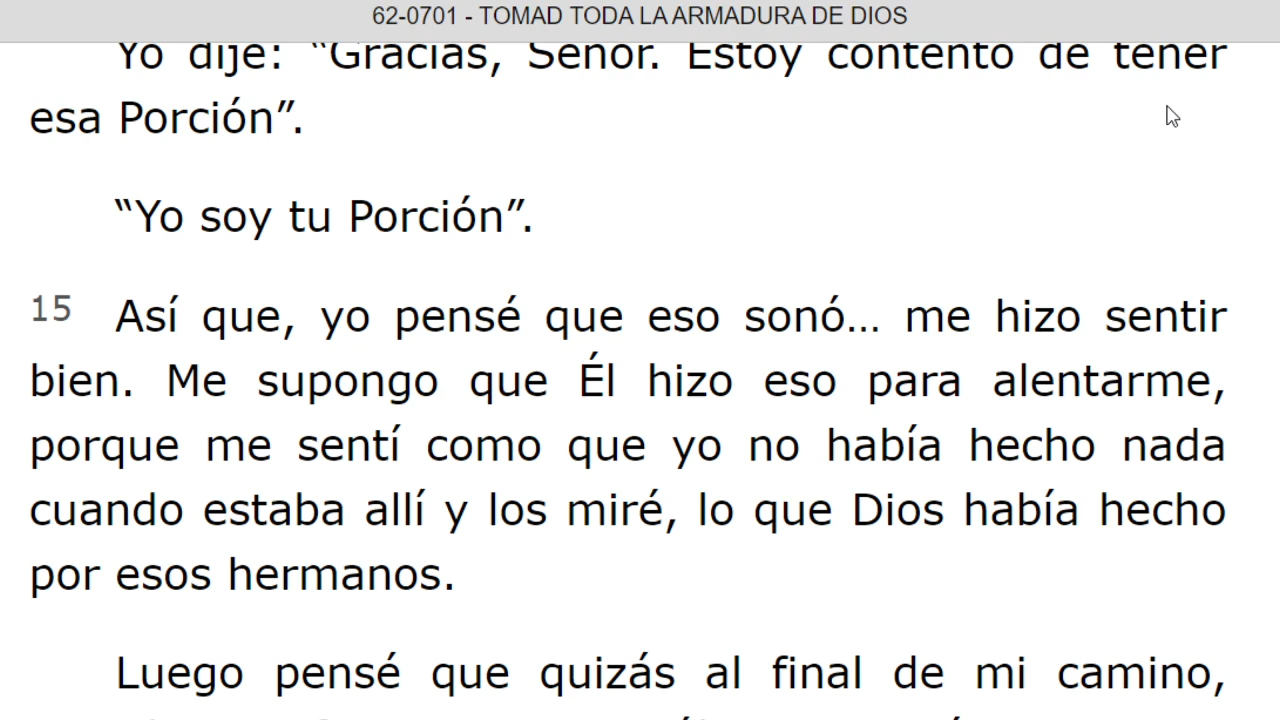 62-0701 - TOMAD TODA LA ARMADURA DE DIOS
Yo dije: “Gracias, Señor. Estoy contento de tener
esa Porción”.
“Yo soy tu Porción”.
15 Así que, yo pensé que eso sonó... me hizo sentir
bien. Me supongo que Él hizo eso para alentarme,
porque me sentí como que yo no había hecho nada
cuando estaba allí y los miré, lo que Dios había hecho
por esos hermanos.
Luego pensé que quizás al final de mi camino,